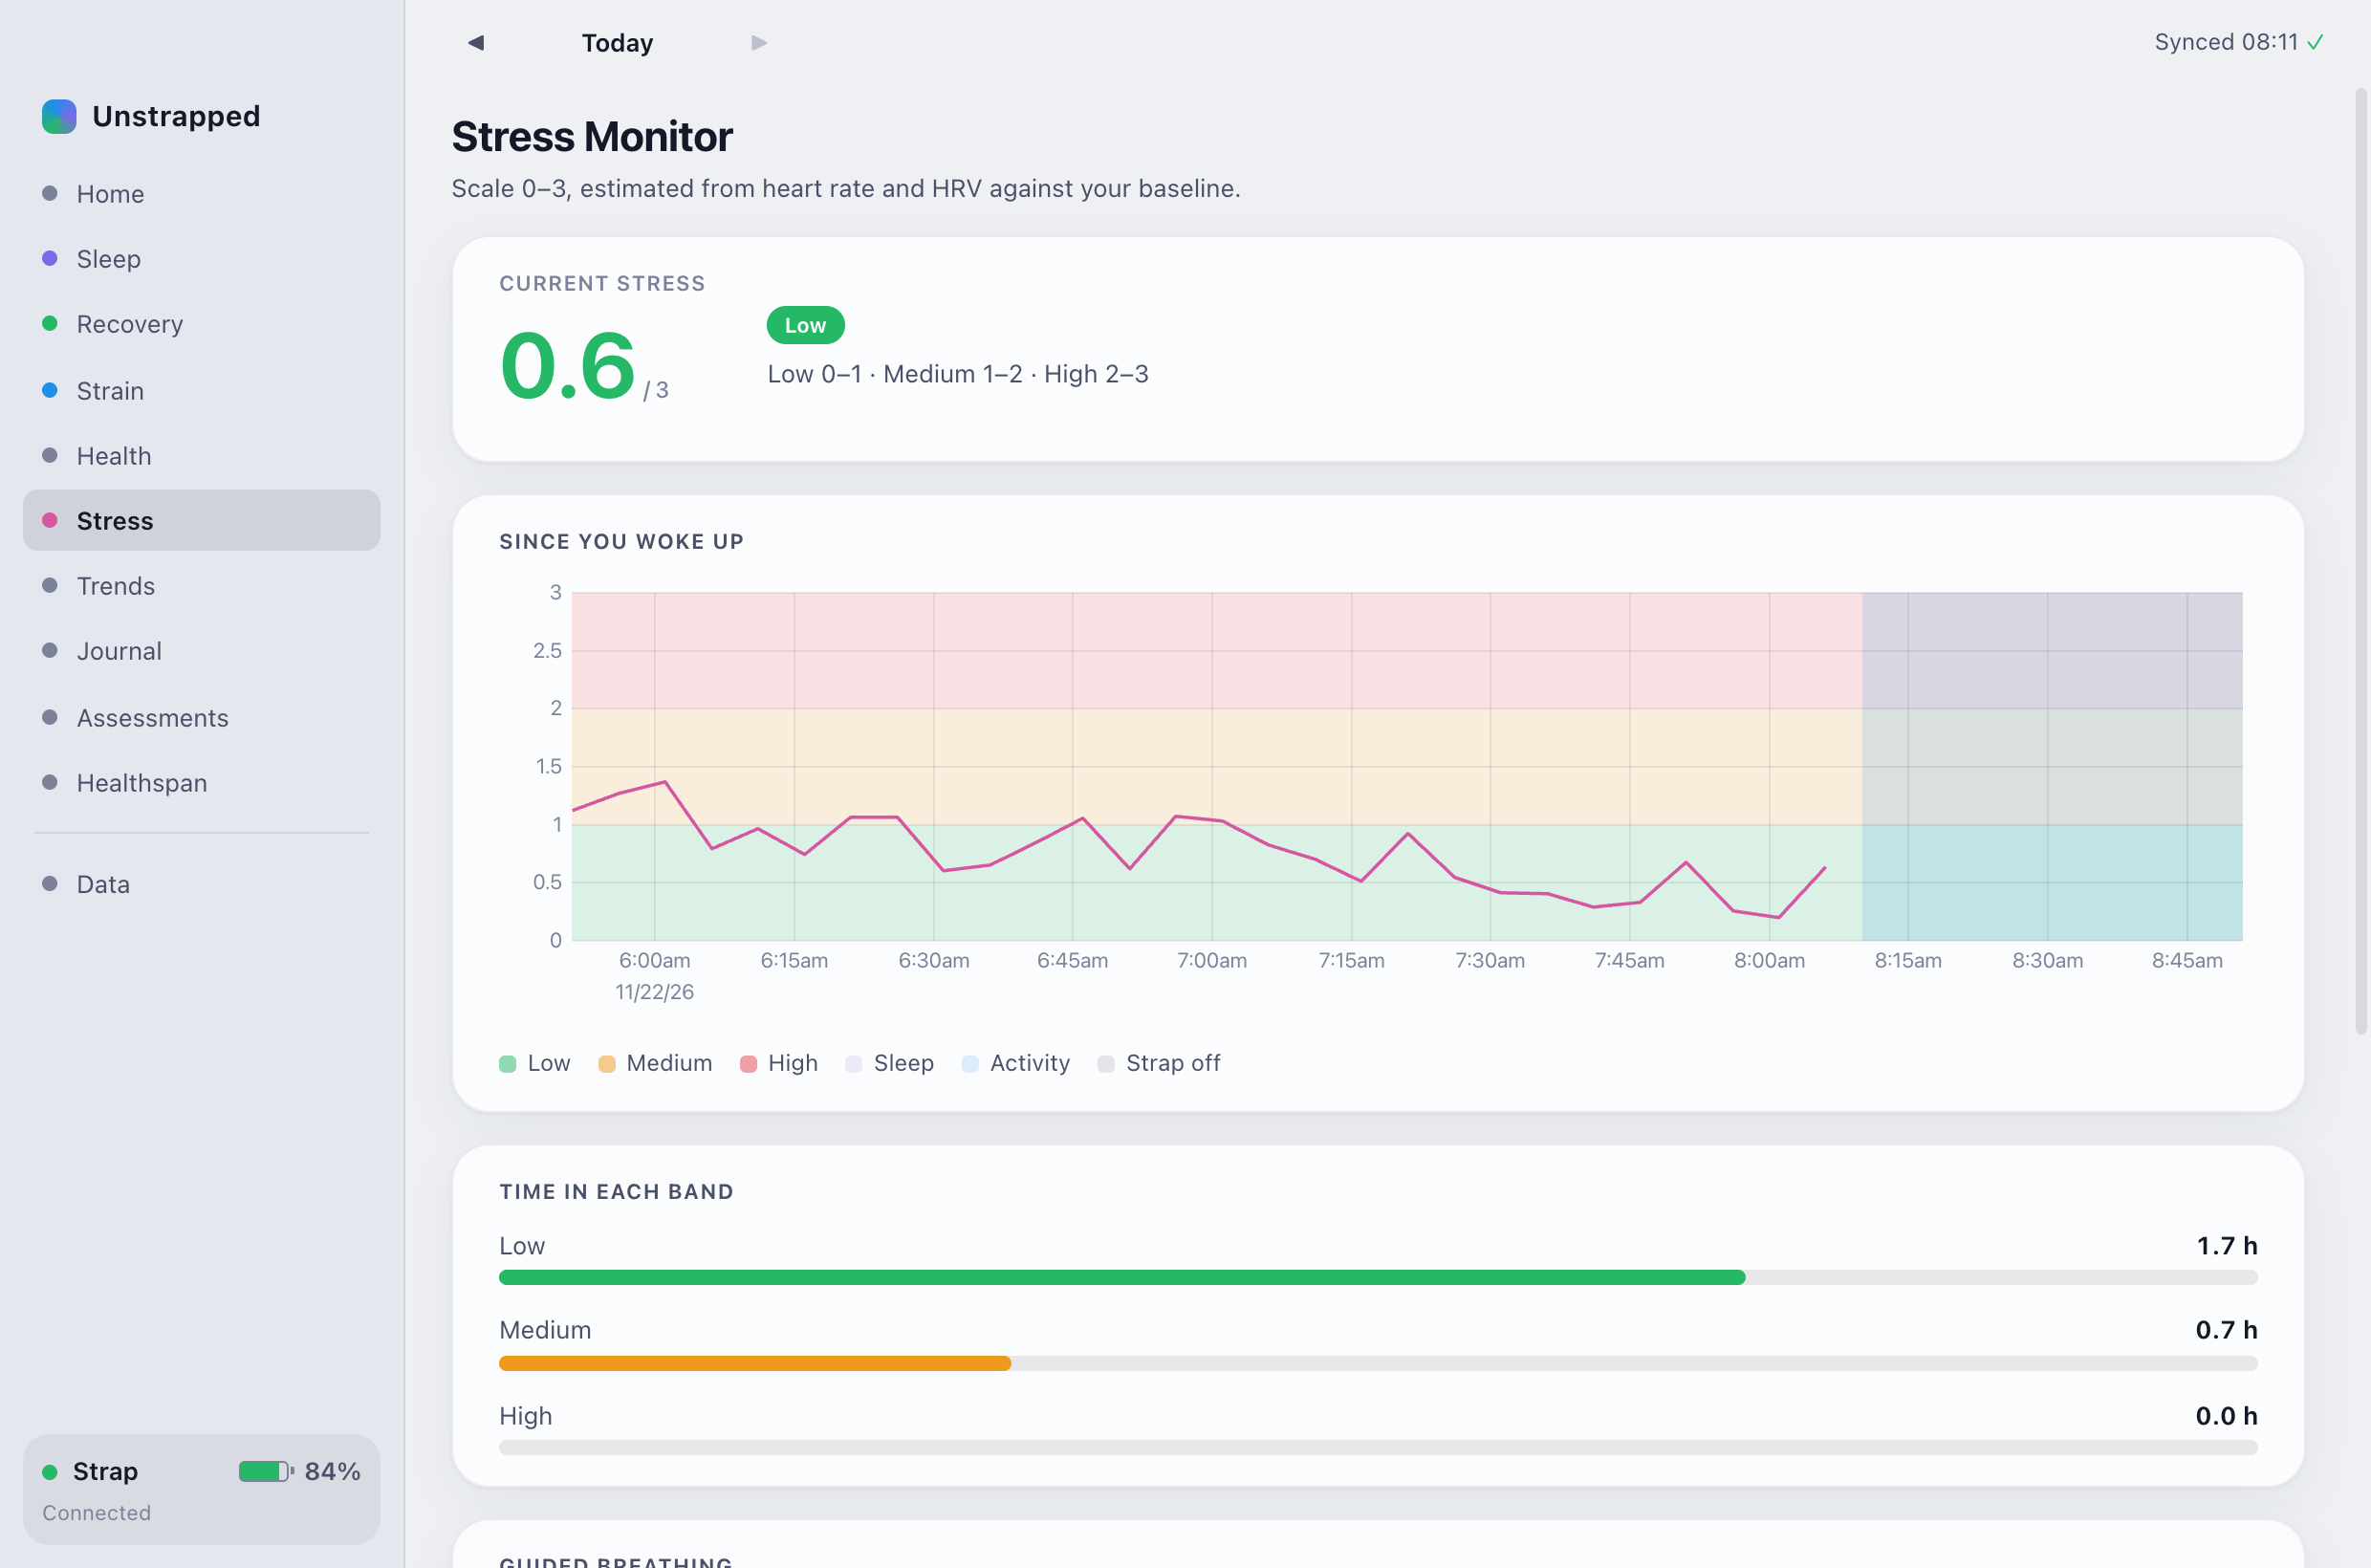 Unstrapped
Home
Sleep
Recovery
Strain
Health
Stress
Trends
Journal
Assessments
Healthspan
Data
Strap 84%
Connected
Today
Synced 08:11
Stress Monitor
Scale 0–3, estimated from heart rate and HRV against your baseline.
CURRENT STRESS
0.6 / 3
Low
Low 0–1 · Medium 1–2 · High 2–3
SINCE YOU WOKE UP
3
2.5
2
1.5
1
0.5
0
6:00am 6:15am 6:30am 6:45am 7:00am 7:15am 7:30am 7:45am 8:00am 8:15am 8:30am 8:45am
11/22/26
Low Medium High Sleep Activity Strap off
TIME IN EACH BAND
Low 1.7 h
Medium 0.7 h
High 0.0 h
GUIDED BREATHING